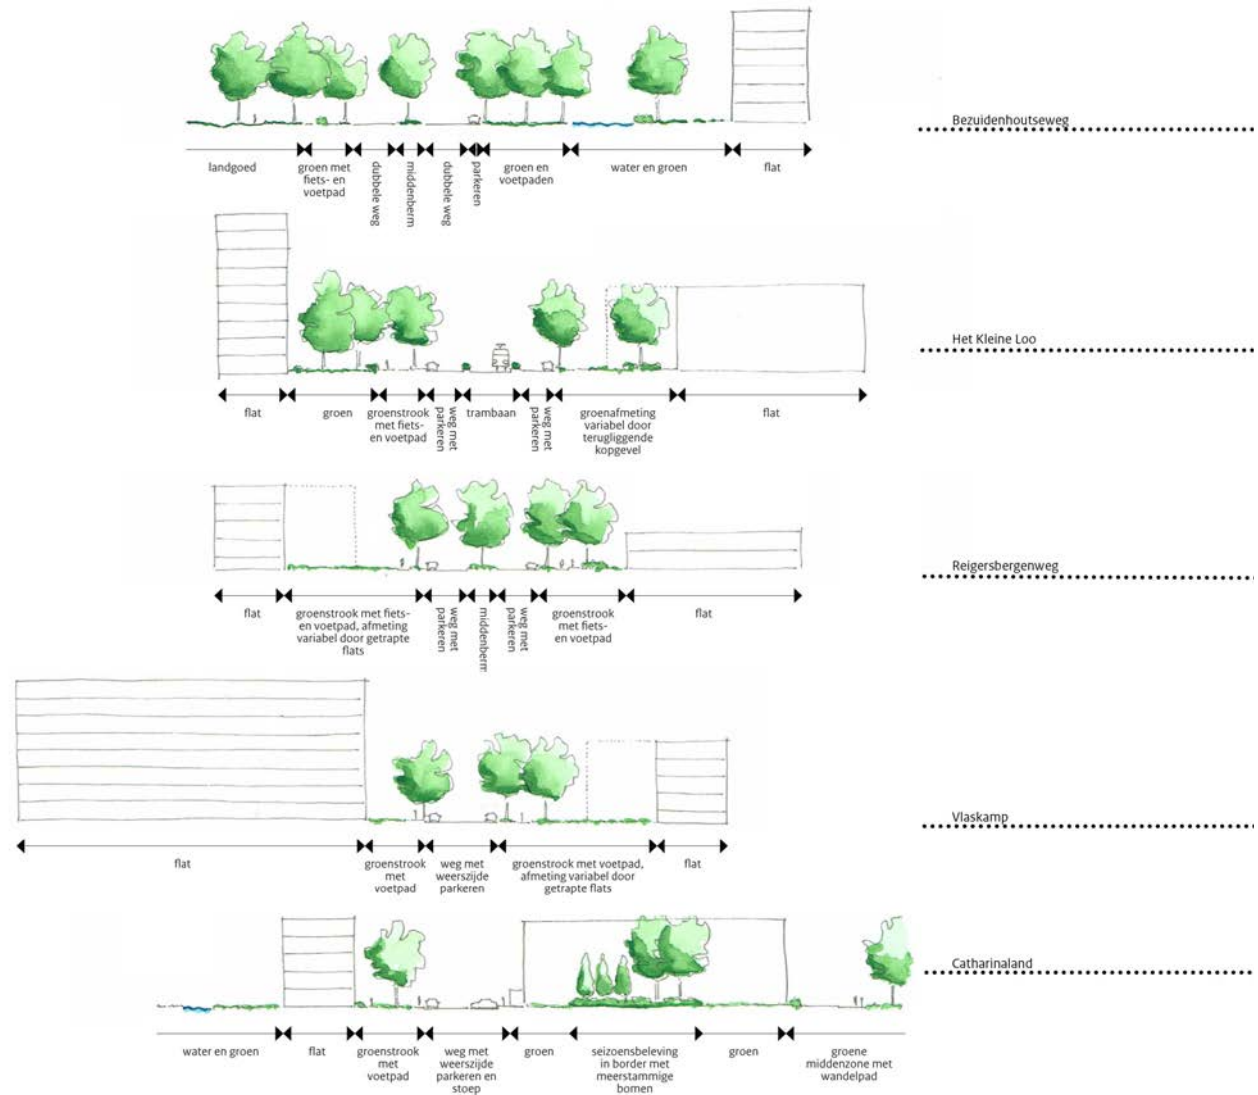 Bezuidenhoutseweg
landgoed
groen met
fiets- en
voetpad
dubbele weg
middenberm
dubbele weg
parkeren
groen en
voetpaden
water en groen
flat
Het Kleine Loo
flat
groen
groenstrook
met fiets-
en voetpad
weg met
parkeren
trambaan
weg met
parkeren
groenafmeting
variabel door
terugliggende
kopgevel
flat
Reigersbergenweg
flat
groenstrook met fiets-
en voetpad, afmeting
variabel door getrapte
flats
weg met
parkeren
middenberm
weg met
parkeren
groenstrook
met fiets-
en voetpad
flat
Vlaskamp
flat
groenstrook
met
voetpad
weg met
weerszijde
parkeren
groenstrook met voetpad,
afmeting variabel door
getrapte flats
flat
Catharinaland
water en groen
flat
groenstrook
met
voetpad
weg met
weerszijde
parkeren en
stoep
groen
seizoensbeleving
in border met
meerstammige
bomen
groen
groene
middenzone met
wandelpad